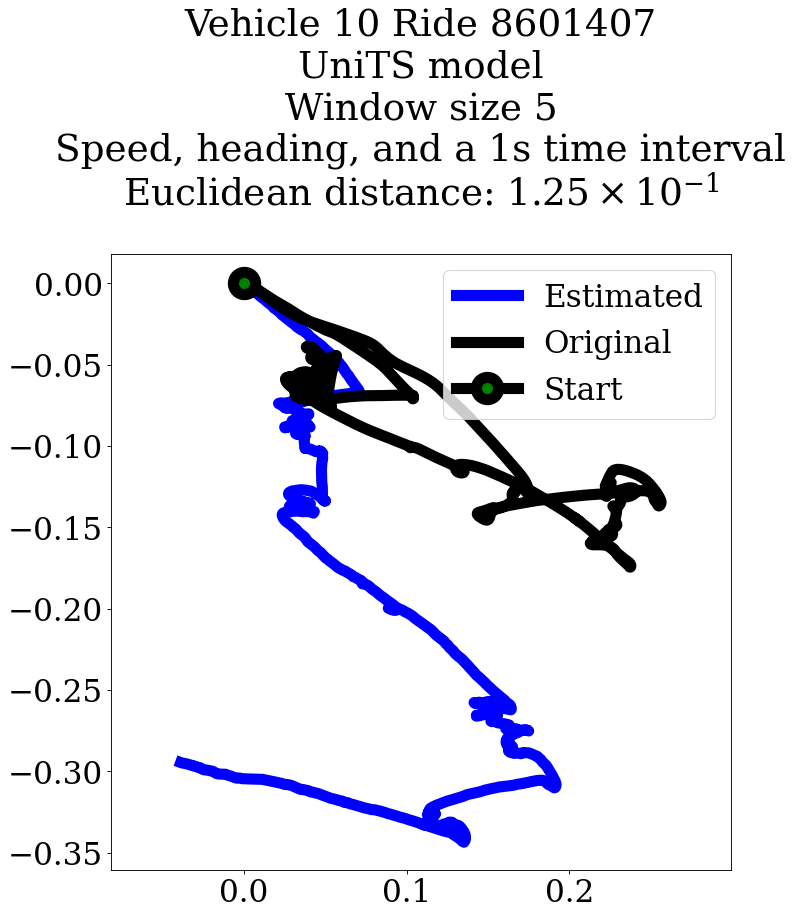 Vehicle 10 Ride 8601407
UniTS model
Window size 5
Speed, heading, and a 1s time interval
Euclidean distance: 1.25 × 10⁻¹
Estimated
Original
Start
0.00
−0.05
−0.10
−0.15
−0.20
−0.25
−0.30
−0.35
0.0 0.1 0.2